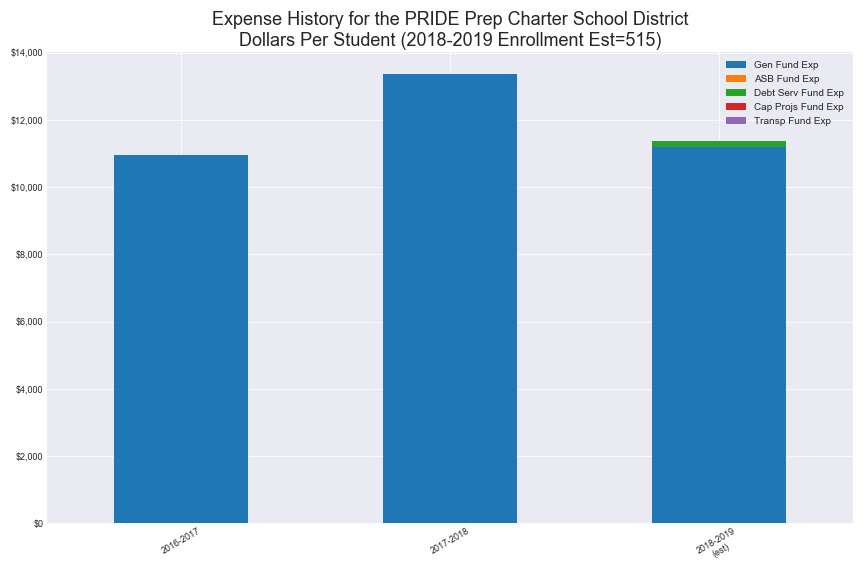 Expense History for the PRIDE Prep Charter School District
Dollars Per Student (2018-2019 Enrollment Est=515)
$14,000
$12,000
$10,000
$8,000
$6,000
$4,000
$2,000
$0
Gen Fund Exp
ASB Fund Exp
Debt Serv Fund Exp
Cap Projs Fund Exp
Transp Fund Exp
2016-2017
2017-2018
2018-2019
(est)